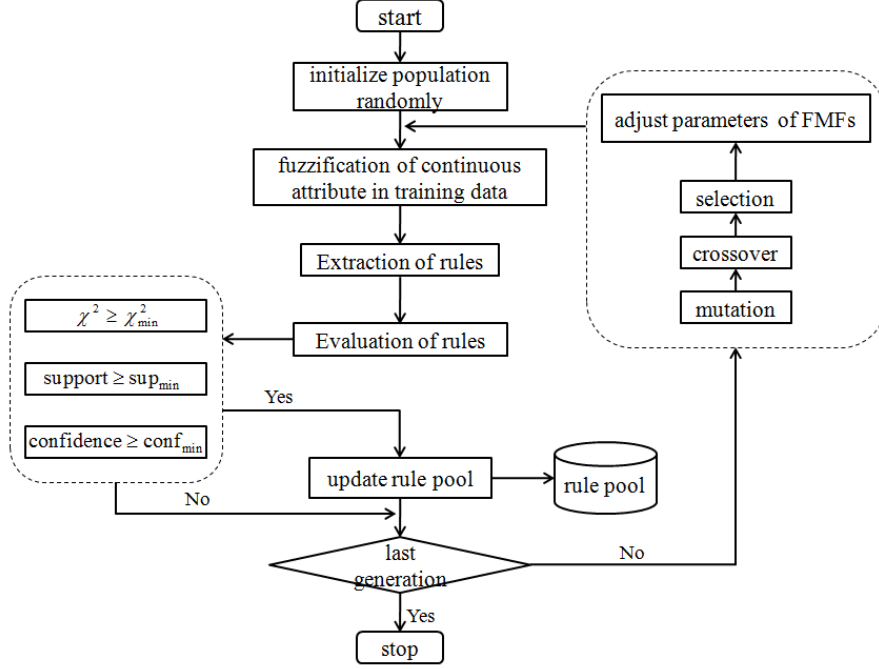 start
initialize population
randomly
adjust parameters of FMFs
fuzzification of continuous
attribute in training data
selection
Extraction of rules
crossover
mutation
χ² ≥ χ²min
Evaluation of rules
support ≥ supmin
Yes
confidence ≥ confmin
update rule pool
rule pool
No
last
generation
No
Yes
stop